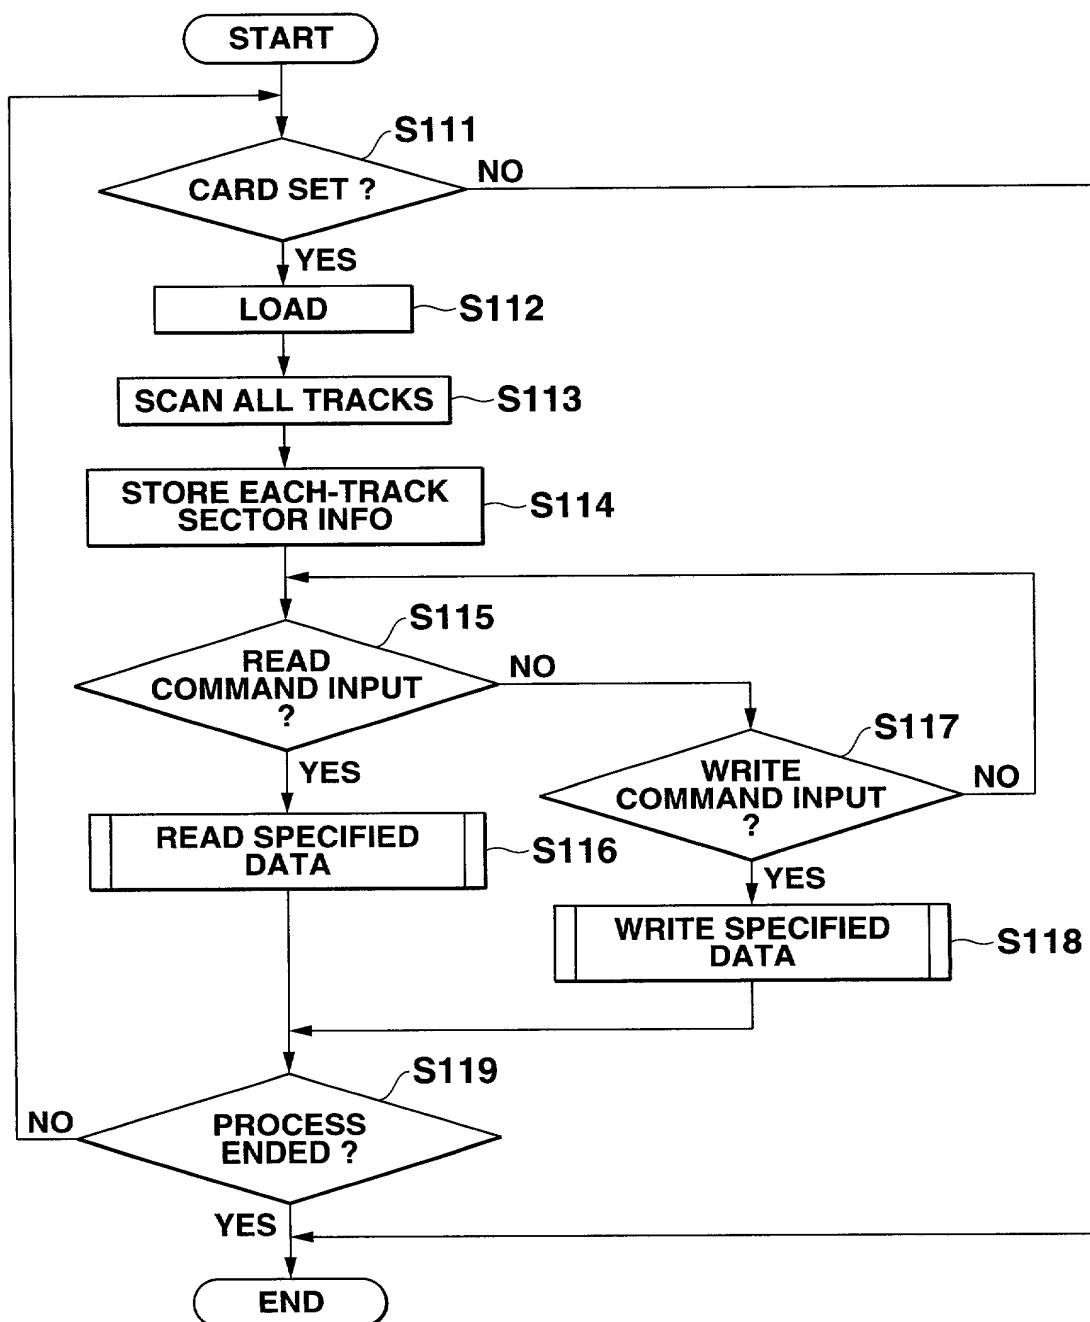 START
S111
CARD SET ?
NO
YES
LOAD
S112
SCAN ALL TRACKS
S113
STORE EACH-TRACK
SECTOR INFO
S114
S115
READ
COMMAND INPUT
?
NO
YES
S117
WRITE
COMMAND INPUT
?
NO
YES
READ SPECIFIED
DATA
S116
WRITE SPECIFIED
DATA
S118
S119
PROCESS
ENDED ?
NO
YES
END